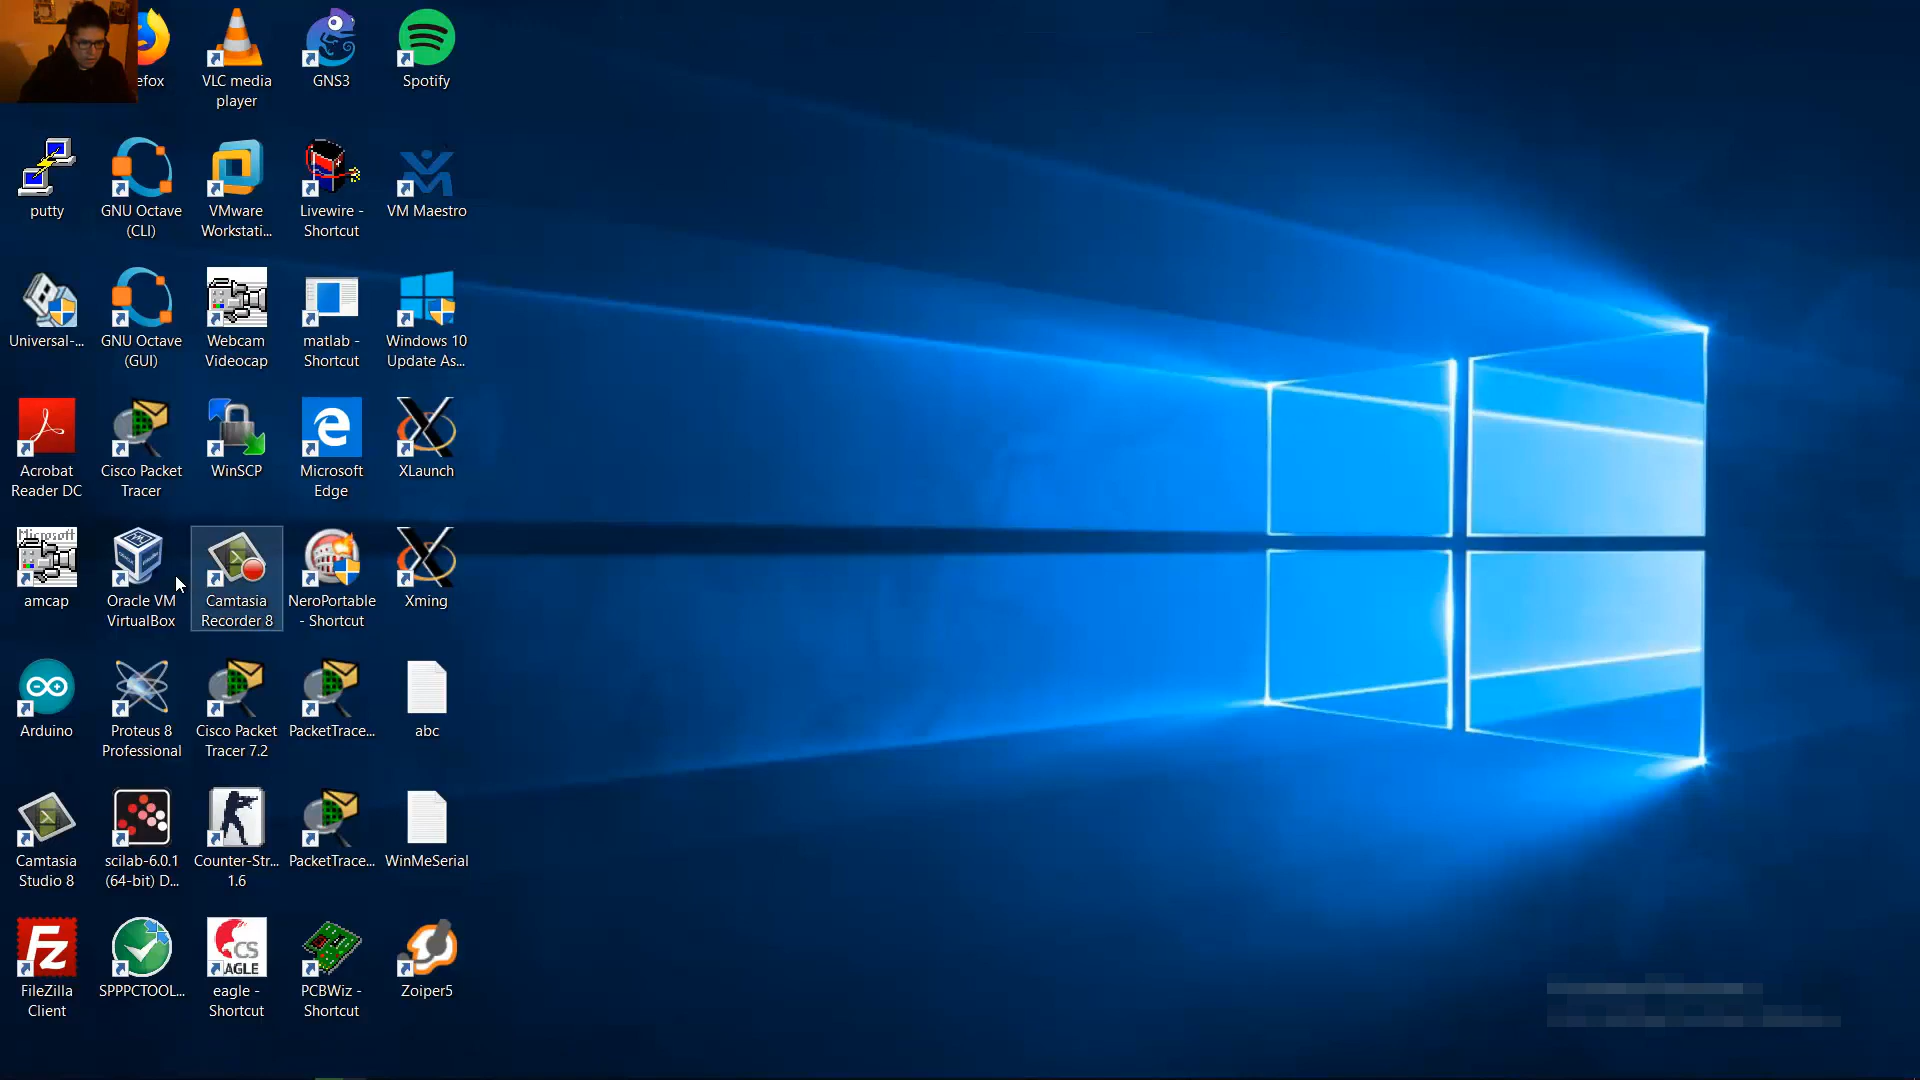 efox
VLC media
player
GNS3
Spotify
putty
GNU Octave
(CLI)
VMware
Workstati...
Livewire -
Shortcut
VM Maestro
Universal-...
GNU Octave
(GUI)
Webcam
Videocap
matlab -
Shortcut
Windows 10
Update As...
Acrobat
Reader DC
Cisco Packet
Tracer
WinSCP
Microsoft
Edge
XLaunch
Microsoft
amcap
Oracle VM
VirtualBox
Camtasia
Recorder 8
NeroPortable
- Shortcut
Xming
Arduino
Proteus 8
Professional
Cisco Packet
Tracer 7.2
PacketTrace...
abc
Camtasia
Studio 8
scilab-6.0.1
(64-bit) D...
Counter-Str...
1.6
PacketTrace...
WinMeSerial
Fz
FileZilla
Client
SPPPCTOOL...
CS
EAGLE
eagle -
Shortcut
PCBWiz -
Shortcut
Zoiper5